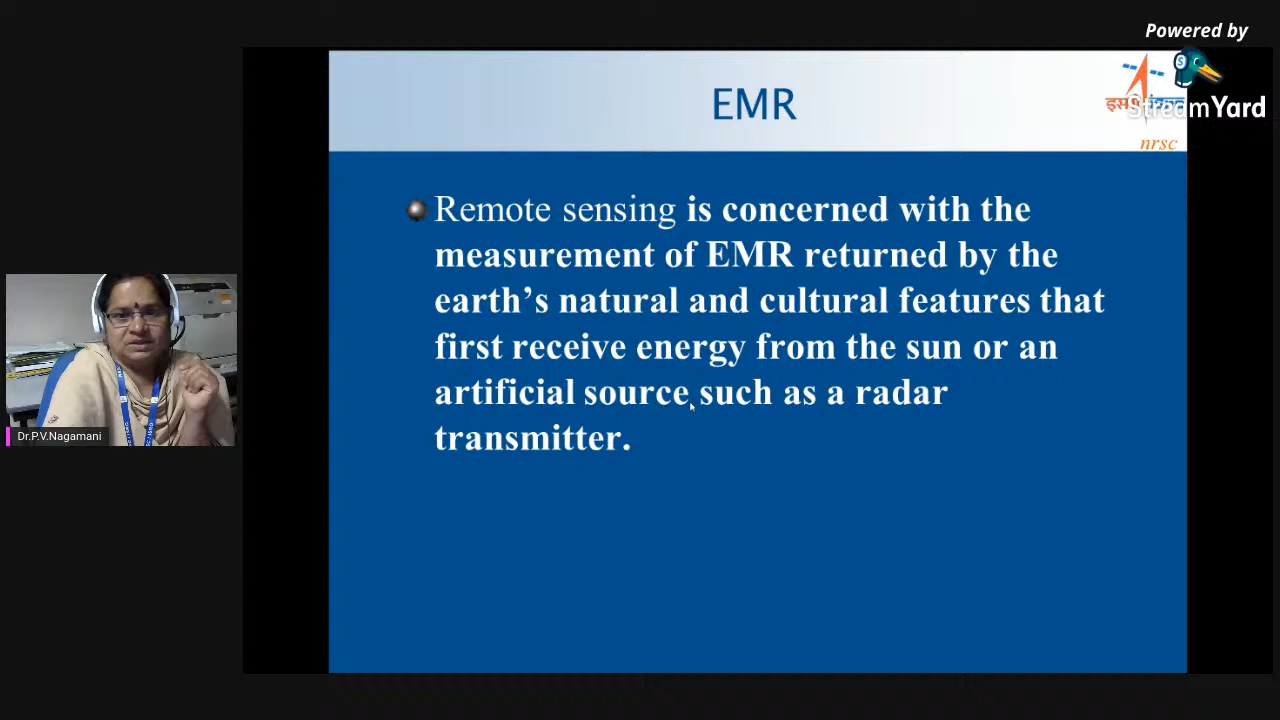 Powered by
StreamYard
EMR
nrsc
Remote sensing is concerned with the
measurement of EMR returned by the
earth’s natural and cultural features that
first receive energy from the sun or an
artificial source such as a radar
transmitter.
Dr.P.V.Nagamani